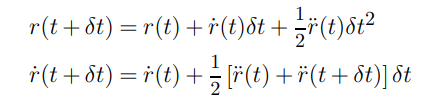 r(t + δt) = r(t) + ṙ(t)δt + ½r̈(t)δt²
ṙ(t + δt) = ṙ(t) + ½[r̈(t) + r̈(t + δt)] δt